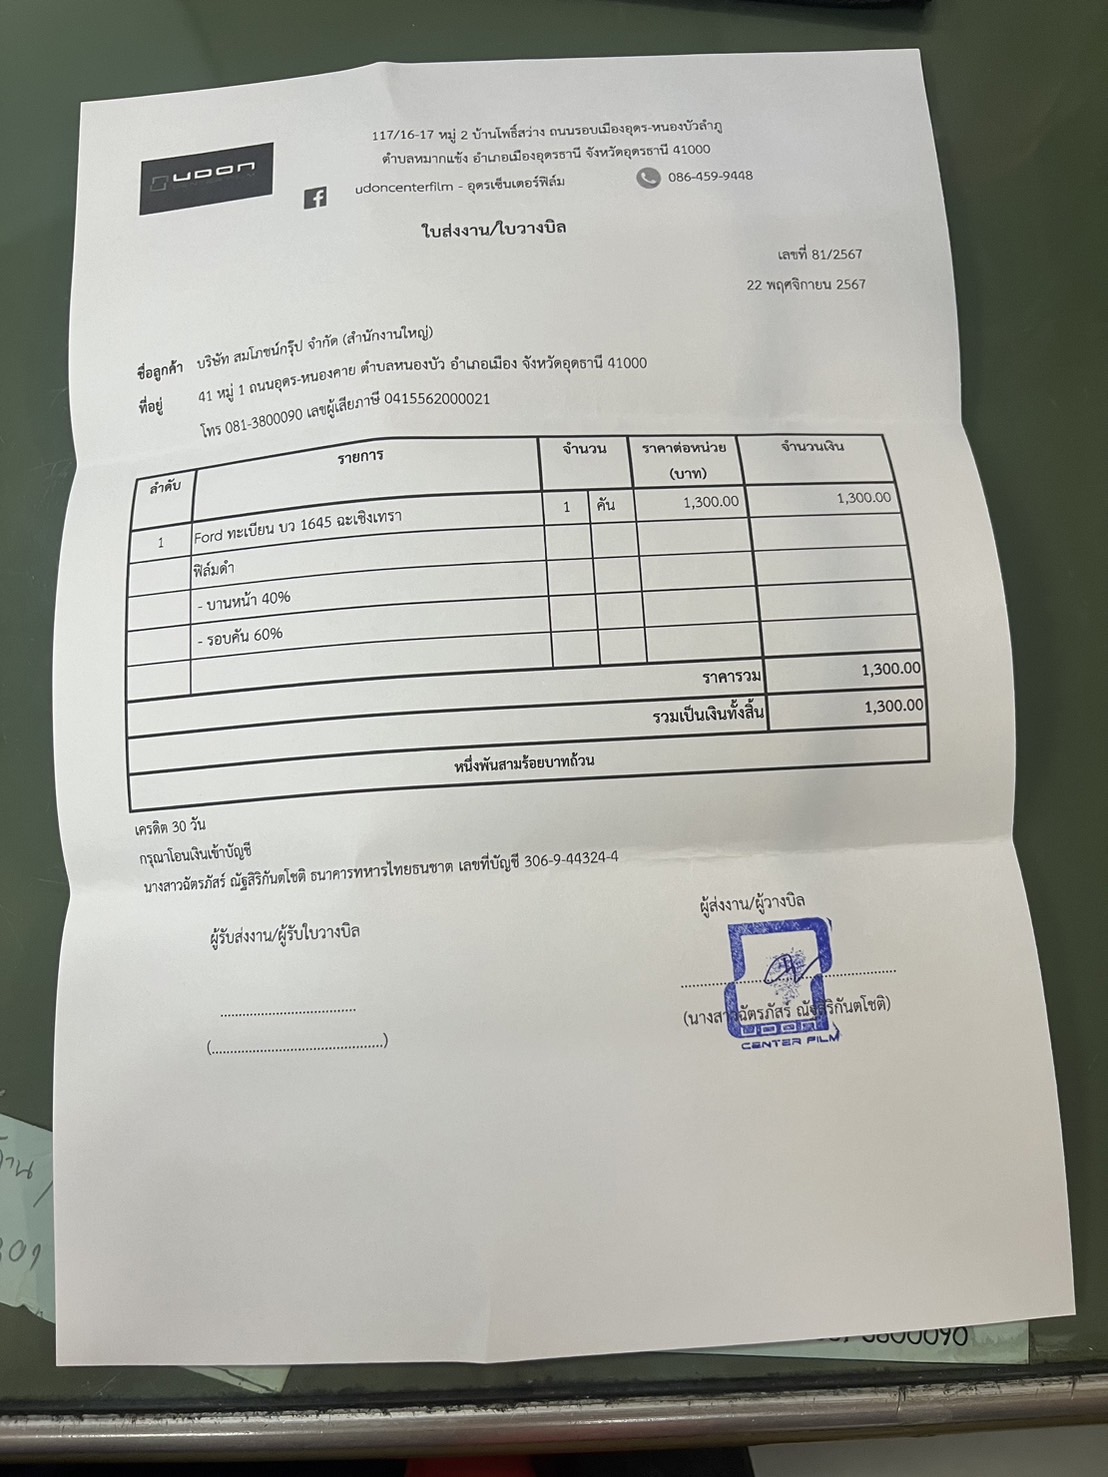 UDON
117/16-17 หมู่ 2 บ้านโพธิ์สว่าง ถนนรอบเมืองอุดร-หนองบัวลำภู
ตำบลหมากแข้ง อำเภอเมืองอุดรธานี จังหวัดอุดรธานี 41000
udoncenterfilm - อุดรเซ็นเตอร์ฟิล์ม 086-459-9448
ใบส่งงาน/ใบวางบิล
เลขที่ 81/2567
22 พฤศจิกายน 2567
ชื่อลูกค้า บริษัท สมโภชน์กรุ๊ป จำกัด (สำนักงานใหญ่)
ที่อยู่ 41 หมู่ 1 ถนนอุดร-หนองคาย ตำบลหนองบัว อำเภอเมือง จังหวัดอุดธานี 41000
โทร 081-3800090 เลขผู้เสียภาษี 0415562000021
ลำดับ รายการ จำนวน ราคาต่อหน่วย (บาท) จำนวนเงิน
1 Ford ทะเบียน บว 1645 ฉะเชิงเทรา 1 คัน 1,300.00 1,300.00
ฟิล์มดำ
- บานหน้า 40%
- รอบคัน 60%
ราคารวม 1,300.00
รวมเป็นเงินทั้งสิ้น 1,300.00
หนึ่งพันสามร้อยบาทถ้วน
เครดิต 30 วัน
กรุณาโอนเงินเข้าบัญชี
นางสาวฉัตรภัสร์ ณัฐสิริกันตโชติ ธนาคารทหารไทยธนชาต เลขที่บัญชี 306-9-44324-4
ผู้รับส่งงาน/ผู้รับใบวางบิล
ผู้ส่งงาน/ผู้วางบิล
(นางสาวฉัตรภัสร์ ณัฐสิริกันตโชติ)
UDON
CENTER FILM
3800090